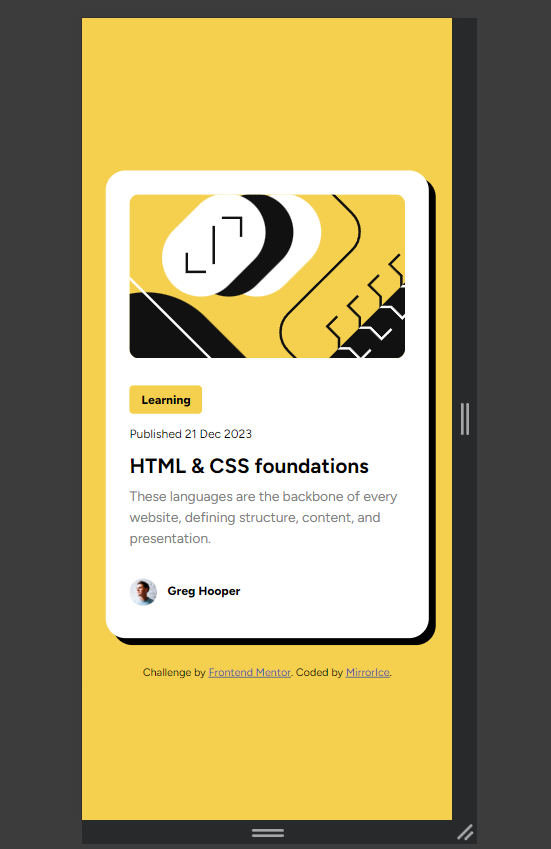 Learning
Published 21 Dec 2023
HTML & CSS foundations
These languages are the backbone of every
website, defining structure, content, and
presentation.
Greg Hooper
Challenge by Frontend Mentor. Coded by MirrorIce.